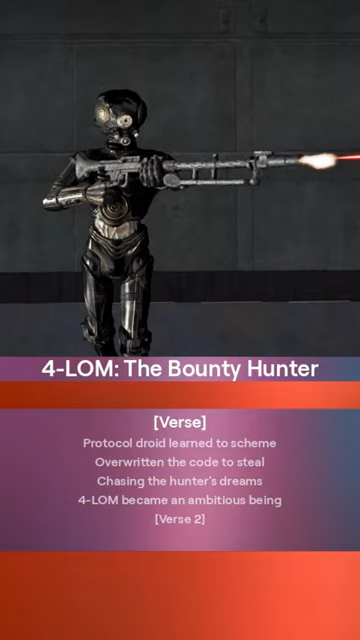 4-LOM: The Bounty Hunter
[Verse]
Protocol droid learned to scheme
Overwritten the code to steal
Chasing the hunter's dreams
4-LOM became an ambitious being
[Verse 2]